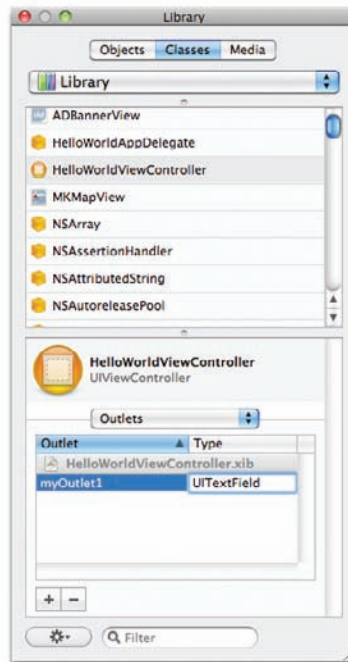 Library
Objects Classes Media
Library
ADBannerView
HelloWorldAppDelegate
HelloWorldViewController
MKMapView
NSArray
NSAssertionHandler
NSAttributedString
NSAutoreleasePool
HelloWorldViewController
UIViewController
Outlets
Outlet Type
HelloWorldViewController.xib
myOutlet1 UITextField
+ −
Filter